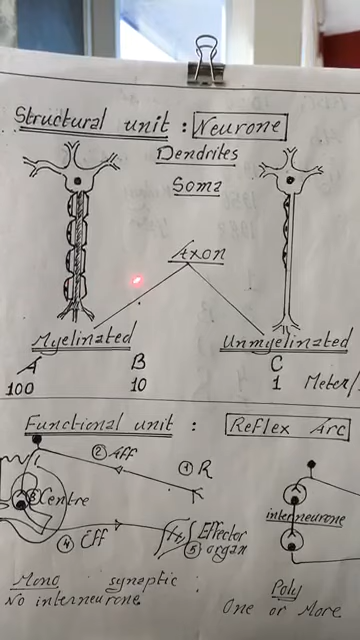 Structural unit : Neurone
Dendrites
Soma
Axon
Myelinated Unmyelinated
A B C
100 10 1 Meter/
Functional unit : Reflex Arc
② Aff
① R
③ Centre
interneurone
④ Eff
Effector
⑤ organ
Mono synaptic :
No interneurone
Poly
One or More